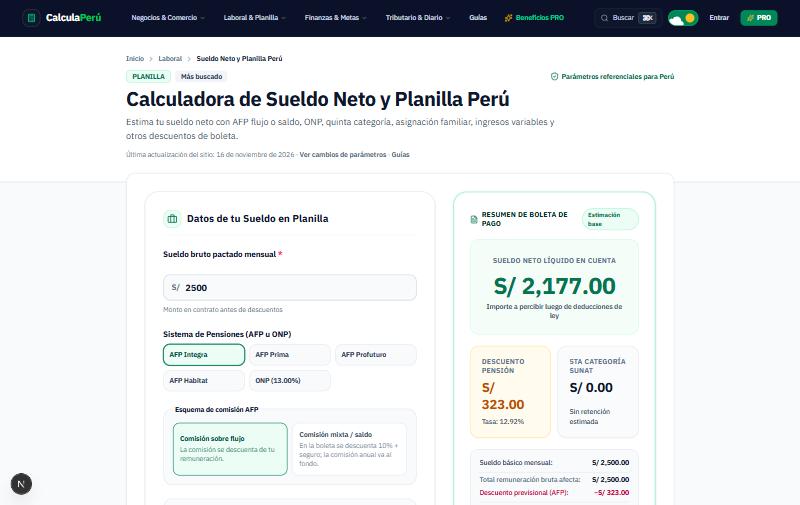 CalculaPerú
Negocios & Comercio
Laboral & Planilla
Finanzas & Metas
Tributario & Diario
Guías
Beneficios PRO
Buscar
⌘K
Entrar
PRO
Inicio > Laboral > Sueldo Neto y Planilla Perú
PLANILLA
Más buscado
Parámetros referenciales para Perú
Calculadora de Sueldo Neto y Planilla Perú
Estima tu sueldo neto con AFP flujo o saldo, ONP, quinta categoría, asignación familiar, ingresos variables y
otros descuentos de boleta.
Última actualización del sitio: 16 de noviembre de 2026 · Ver cambios de parámetros · Guías
Datos de tu Sueldo en Planilla
Sueldo bruto pactado mensual *
S/ 2500
Monto en contrato antes de descuentos
Sistema de Pensiones (AFP u ONP)
AFP Integra
AFP Prima
AFP Profuturo
AFP Habitat
ONP (13.00%)
Esquema de comisión AFP
Comisión sobre flujo
La comisión se descuenta de tu
remuneración.
Comisión mixta / saldo
En la boleta se descuenta 10% +
seguro; la comisión anual va al
fondo.
RESUMEN DE BOLETA DE
PAGO
Estimación
base
SUELDO NETO LÍQUIDO EN CUENTA
S/ 2,177.00
Importe a percibir luego de deducciones de
ley
DESCUENTO
PENSIÓN
S/
323.00
Tasa: 12.92%
5TA CATEGORÍA
SUNAT
S/ 0.00
Sin retención
estimada
Sueldo básico mensual: S/ 2,500.00
Total remuneración bruta afecta: S/ 2,500.00
Descuento previsional (AFP): -S/ 323.00
N